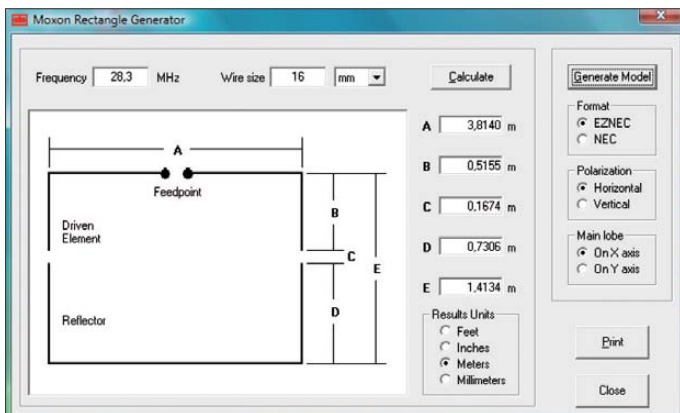 Moxon Rectangle Generator
Frequency 28,3 MHz Wire size 16 mm Calculate
A
Feedpoint
Driven
Element
B
C
E
Reflector
D
A 3,8140 m
B 0,5155 m
C 0,1674 m
D 0,7306 m
E 1,4134 m
Results Units
Feet
Inches
Meters
Millimeters
Generate Model
Format
EZNEC
NEC
Polarization
Horizontal
Vertical
Main lobe
On X axis
On Y axis
Print
Close